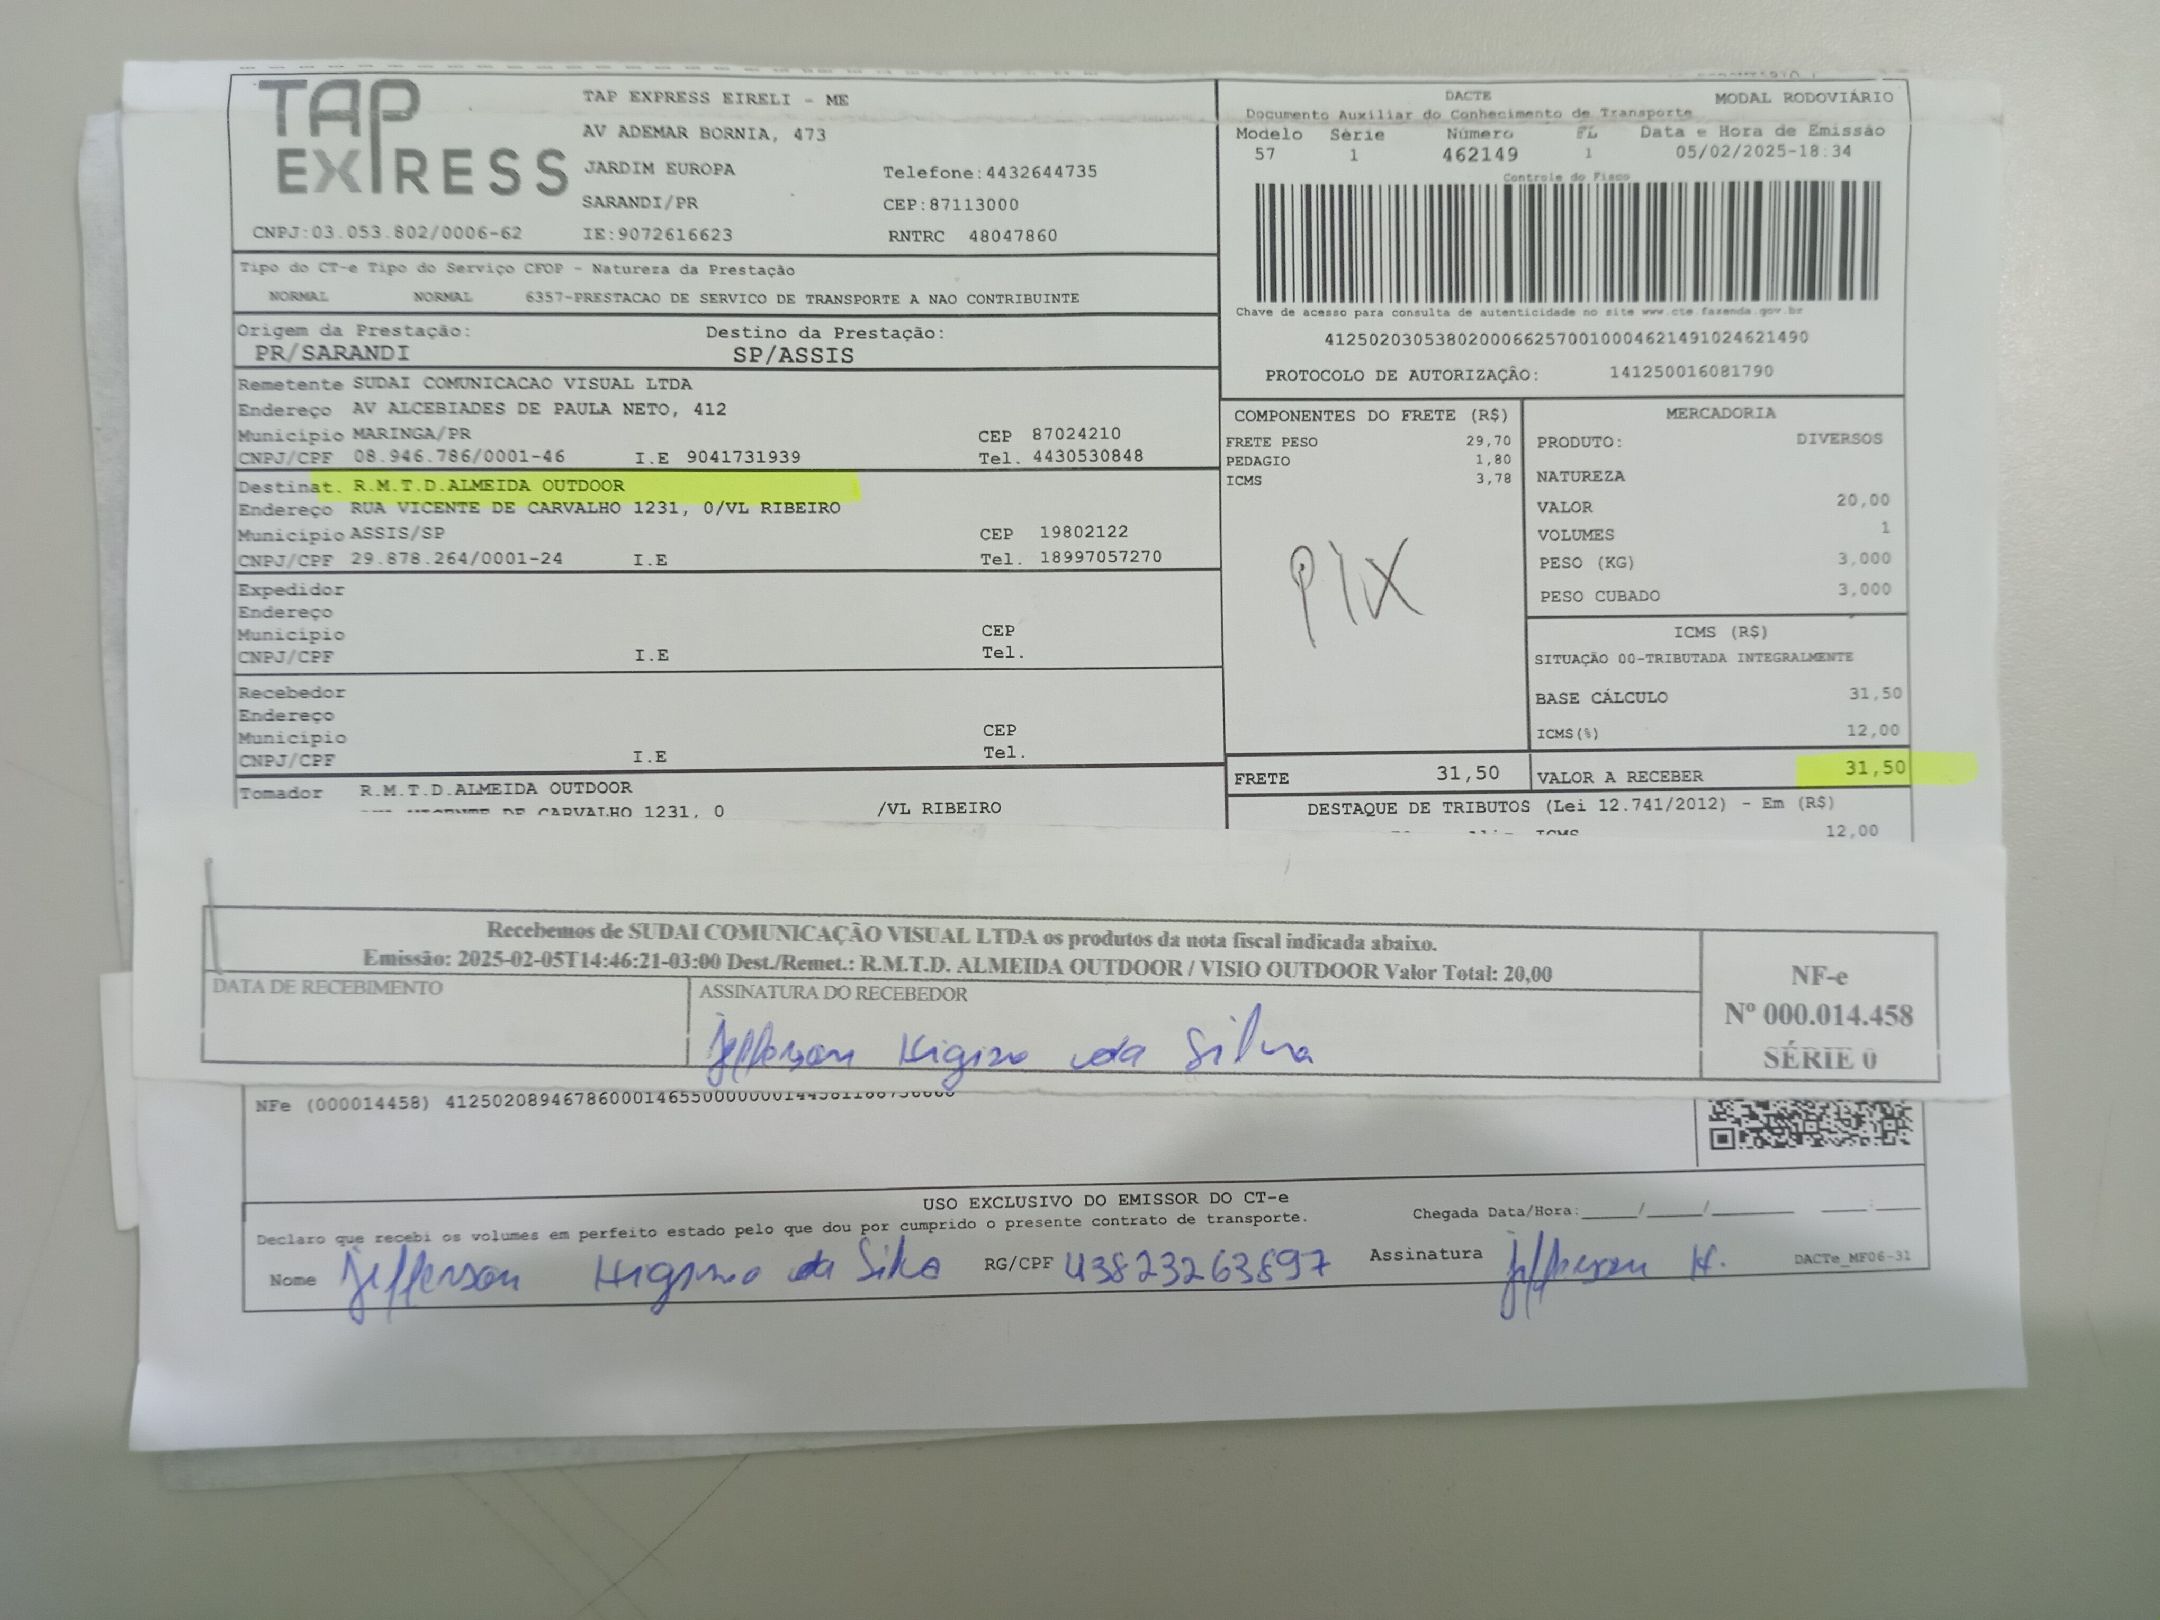 TAP EXPRESS
TAP EXPRESS EIRELI - ME
AV ADEMAR BORNIA, 473
JARDIM EUROPA Telefone:4432644735
SARANDI/PR CEP:87113000
CNPJ:03.053.802/0006-62 IE:9072616623 RNTRC 48047860
DACTE MODAL RODOVIÁRIO
Documento Auxiliar do Conhecimento de Transporte
Modelo Série Número FL Data e Hora de Emissão
57 1 462149 1 05/02/2025-18:34
Controle do Fisco
Chave de acesso para consulta de autenticidade no site www.cte.fazenda.gov.br
41250203053802000662570010004621491024621490
PROTOCOLO DE AUTORIZAÇÃO: 141250016081790
Tipo do CT-e Tipo do Serviço CFOP - Natureza da Prestação
NORMAL NORMAL 6357-PRESTACAO DE SERVICO DE TRANSPORTE A NAO CONTRIBUINTE
Origem da Prestação: Destino da Prestação:
PR/SARANDI SP/ASSIS
Remetente SUDAI COMUNICACAO VISUAL LTDA
Endereço AV ALCEBIADES DE PAULA NETO, 412
Município MARINGA/PR CEP 87024210
CNPJ/CPF 08.946.786/0001-46 I.E 9041731939 Tel. 4430530848
Destinat. R.M.T.D.ALMEIDA OUTDOOR
Endereço RUA VICENTE DE CARVALHO 1231, 0/VL RIBEIRO
Município ASSIS/SP CEP 19802122
CNPJ/CPF 29.878.264/0001-24 I.E Tel. 18997057270
Expedidor
Endereço
Município CEP
CNPJ/CPF I.E Tel.
Recebedor
Endereço
Município CEP
CNPJ/CPF I.E Tel.
Tomador R.M.T.D.ALMEIDA OUTDOOR
DE CARVALHO 1231, 0 /VL RIBEIRO
COMPONENTES DO FRETE (R$)
FRETE PESO 29,70
PEDAGIO 1,80
ICMS 3,78
PIX
FRETE 31,50
MERCADORIA
PRODUTO: DIVERSOS
NATUREZA
VALOR 20,00
VOLUMES 1
PESO (KG) 3,000
PESO CUBADO 3,000
ICMS (R$)
SITUAÇÃO 00-TRIBUTADA INTEGRALMENTE
BASE CÁLCULO 31,50
ICMS(%) 12,00
VALOR A RECEBER 31,50
DESTAQUE DE TRIBUTOS (Lei 12.741/2012) - Em (R$)
ICMS 12,00
Recebemos de SUDAI COMUNICAÇÃO VISUAL LTDA os produtos da nota fiscal indicada abaixo.
Emissão: 2025-02-05T14:46:21-03:00 Dest./Remet.: R.M.T.D. ALMEIDA OUTDOOR / VISIO OUTDOOR Valor Total: 20,00
DATA DE RECEBIMENTO ASSINATURA DO RECEBEDOR
Jefferson Higino da Silva
NF-e
Nº 000.014.458
SÉRIE 0
NFe (000014458)
USO EXCLUSIVO DO EMISSOR DO CT-e
Declaro que recebi os volumes em perfeito estado pelo que dou por cumprido o presente contrato de transporte. Chegada Data/Hora:____/____/______ ____:____
Nome Jefferson Higino da Silva RG/CPF 43823263897 Assinatura Jefferson H. DACTe_MF06-31